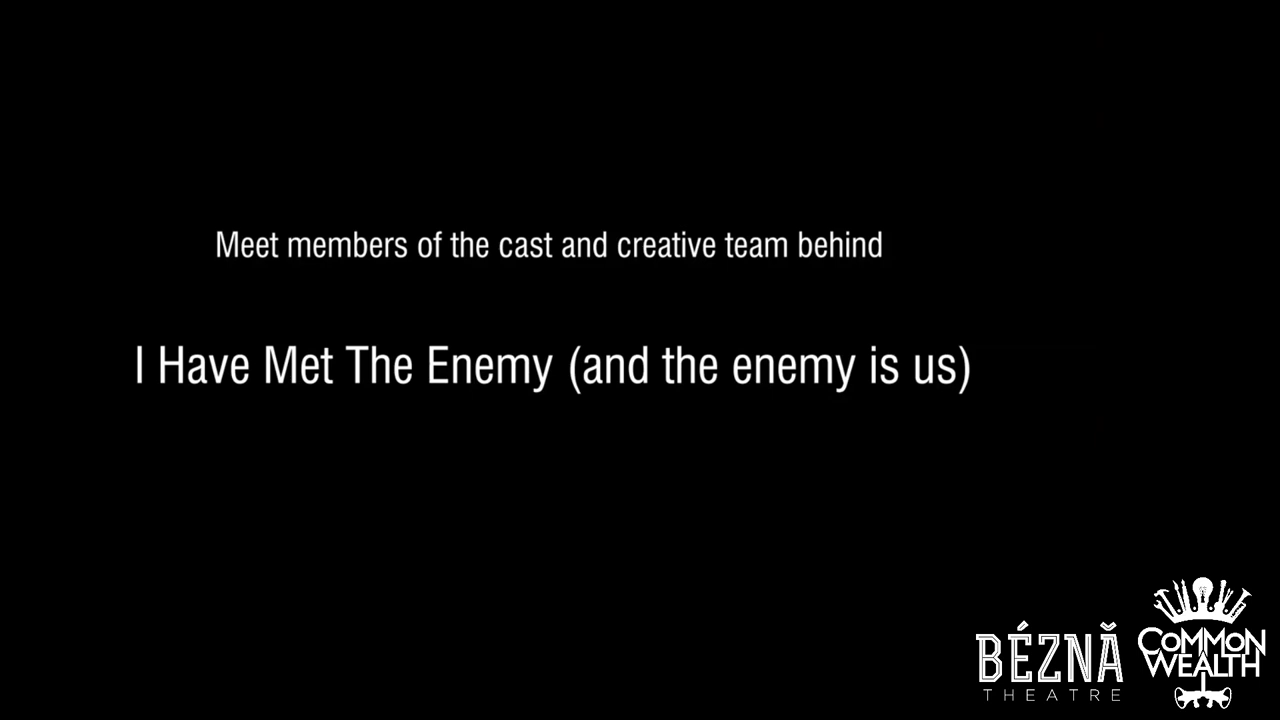 Meet members of the cast and creative team behind
I Have Met The Enemy (and the enemy is us)
BÉZNĂ
THEATRE
COMMON
WEALTH